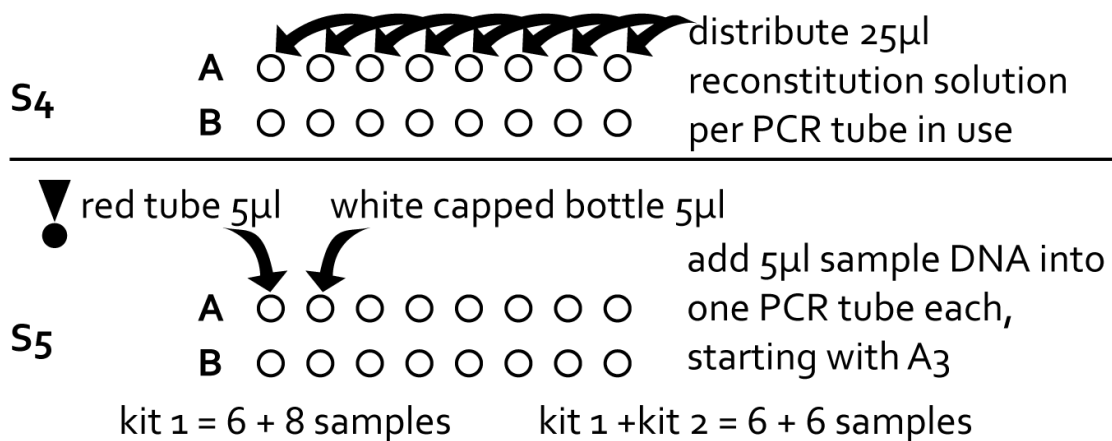 distribute 25µl
A
reconstitution solution
S4
B
per PCR tube in use
red tube 5µl
white capped bottle 5µl
add 5µl sample DNA into
A
one PCR tube each,
S5
B
starting with A3
kit 1 = 6 + 8 samples
kit 1 +kit 2 = 6 + 6 samples